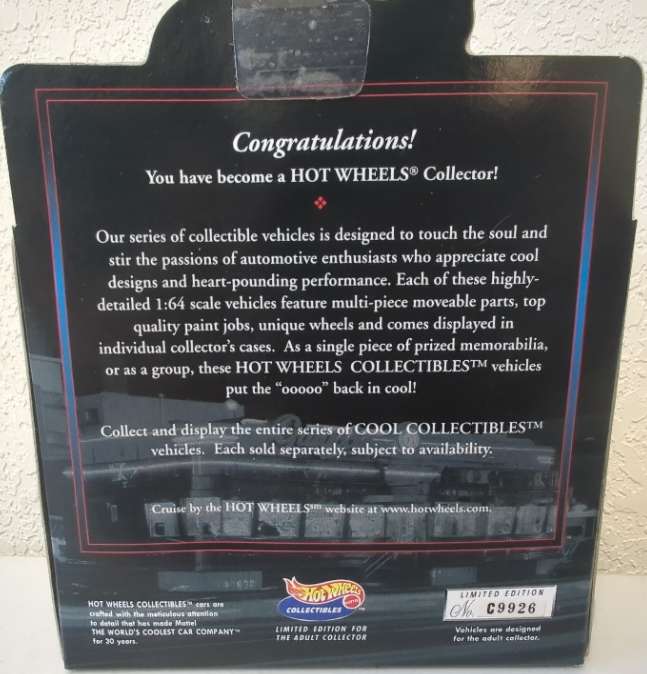 Congratulations!
You have become a HOT WHEELS® Collector!
Our series of collectible vehicles is designed to touch the soul and
stir the passions of automotive enthusiasts who appreciate cool
designs and heart-pounding performance. Each of these highly-
detailed 1:64 scale vehicles feature multi-piece moveable parts, top
quality paint jobs, unique wheels and comes displayed in
individual collector's cases. As a single piece of prized memorabilia,
or as a group, these HOT WHEELS COLLECTIBLES™ vehicles
put the “ooooo” back in cool!
Collect and display the entire series of COOL COLLECTIBLES™
vehicles. Each sold separately, subject to availability.
Cruise by the HOT WHEELS℠ website at www.hotwheels.com.
HOT WHEELS COLLECTIBLES™ cars are
crafted with the meticulous attention
to detail that has made Mattel
THE WORLD'S COOLEST CAR COMPANY™
for 30 years.
Hot Wheels
COLLECTIBLES™
LIMITED EDITION FOR
THE ADULT COLLECTOR
LIMITED EDITION
No. C9926
Vehicles are designed
for the adult collector.